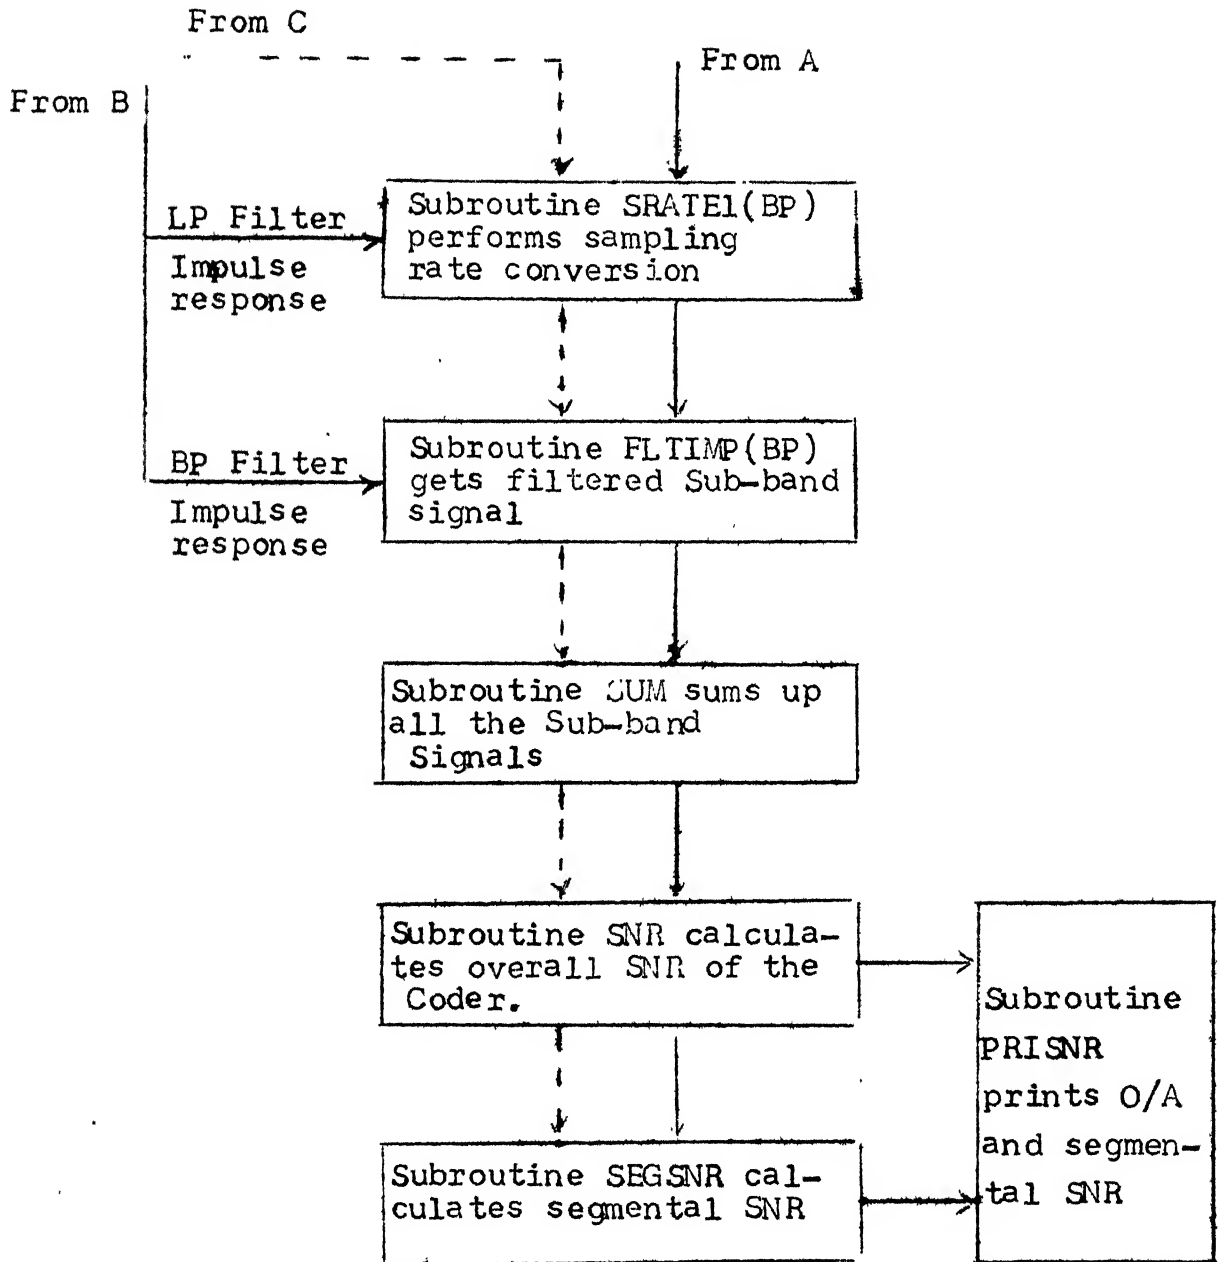 From C
From A
From B
LP Filter
Impulse
response
Subroutine SRATE1(BP)
performs sampling
rate conversion
BP Filter
Impulse
response
Subroutine FLTIMP(BP)
gets filtered Sub-band
signal
Subroutine SUM sums up
all the Sub-band
Signals
Subroutine SNR calcula-
tes overall SNR of the
Coder.
Subroutine
PRISNR
prints O/A
and segmen-
tal SNR
Subroutine SEGSNR cal-
culates segmental SNR